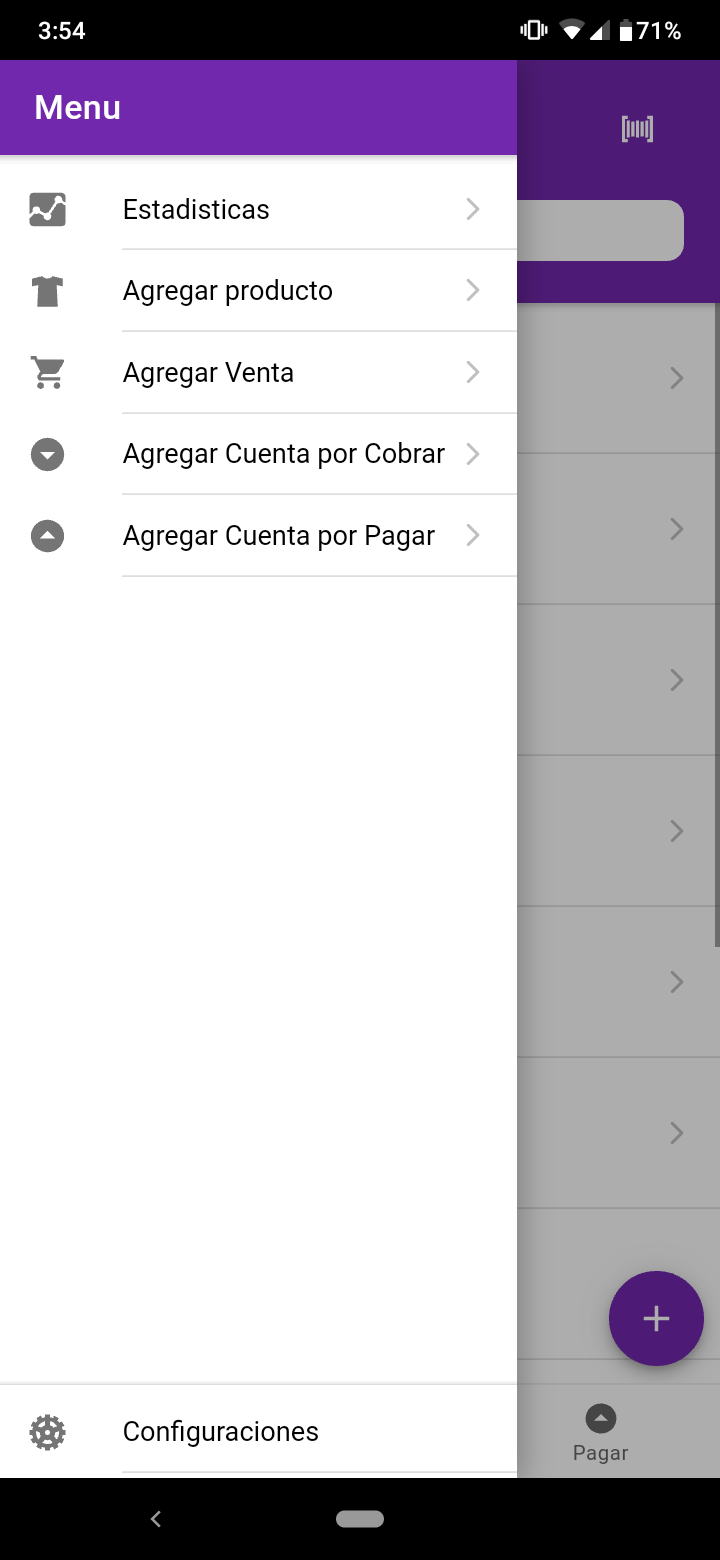 3:54
71%
Menu
Estadisticas
Agregar producto
Agregar Venta
Agregar Cuenta por Cobrar
Agregar Cuenta por Pagar
Configuraciones
Pagar